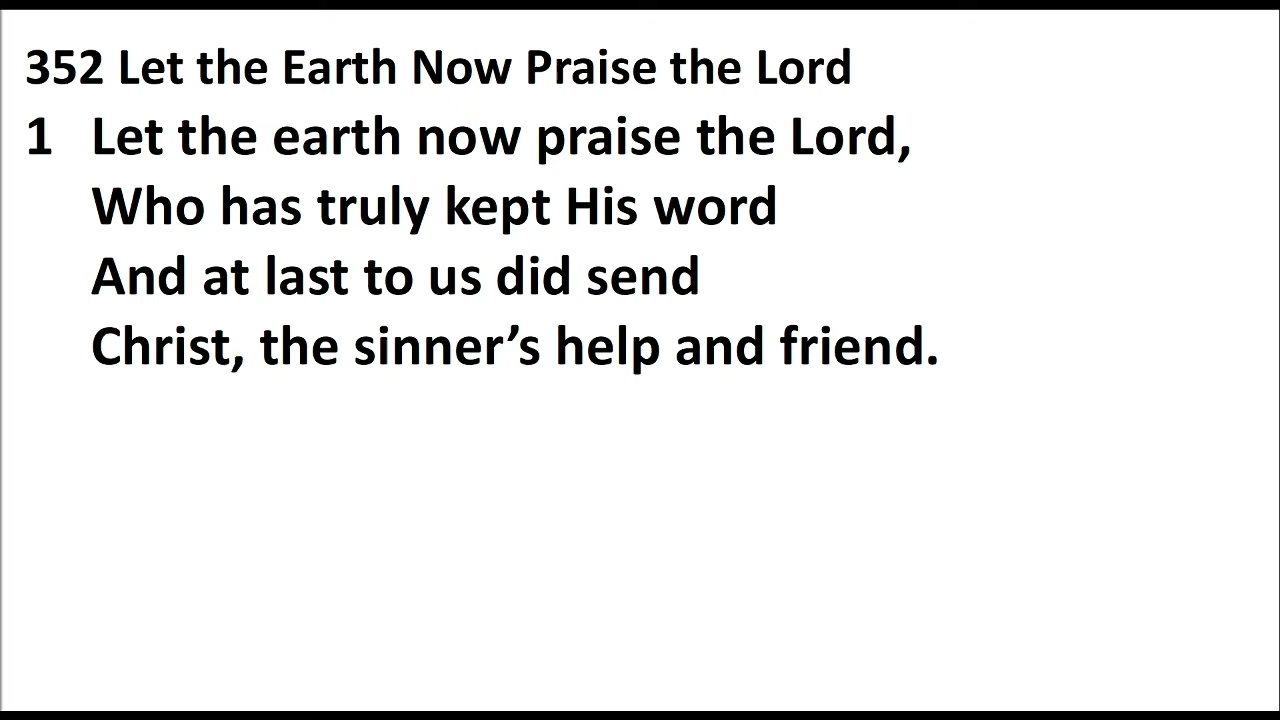 352 Let the Earth Now Praise the Lord
1 Let the earth now praise the Lord,
Who has truly kept His word
And at last to us did send
Christ, the sinner’s help and friend.